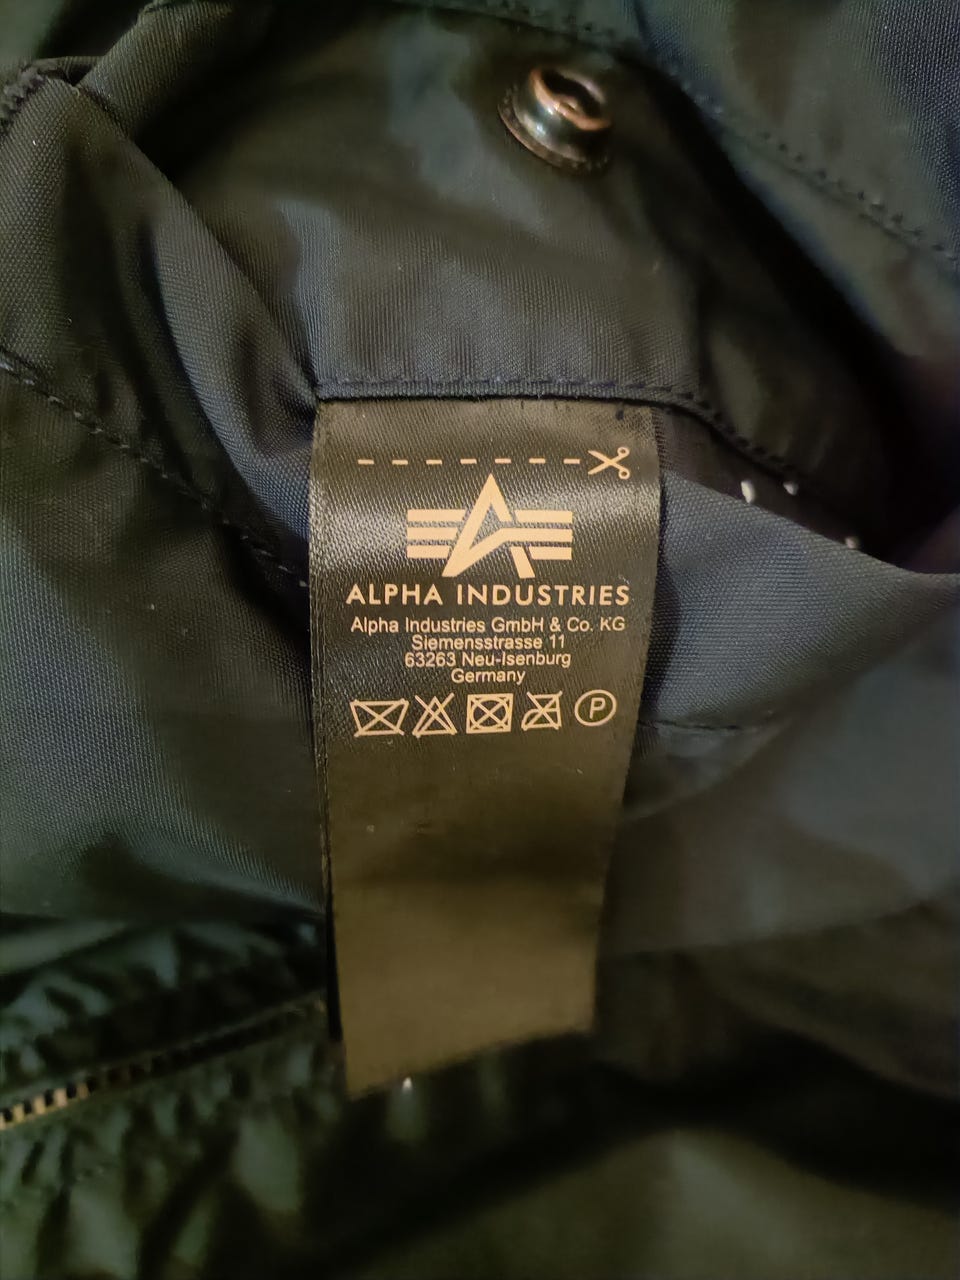 ALPHA INDUSTRIES
Alpha Industries GmbH & Co. KG
Siemensstrasse 11
63263 Neu-Isenburg
Germany
P